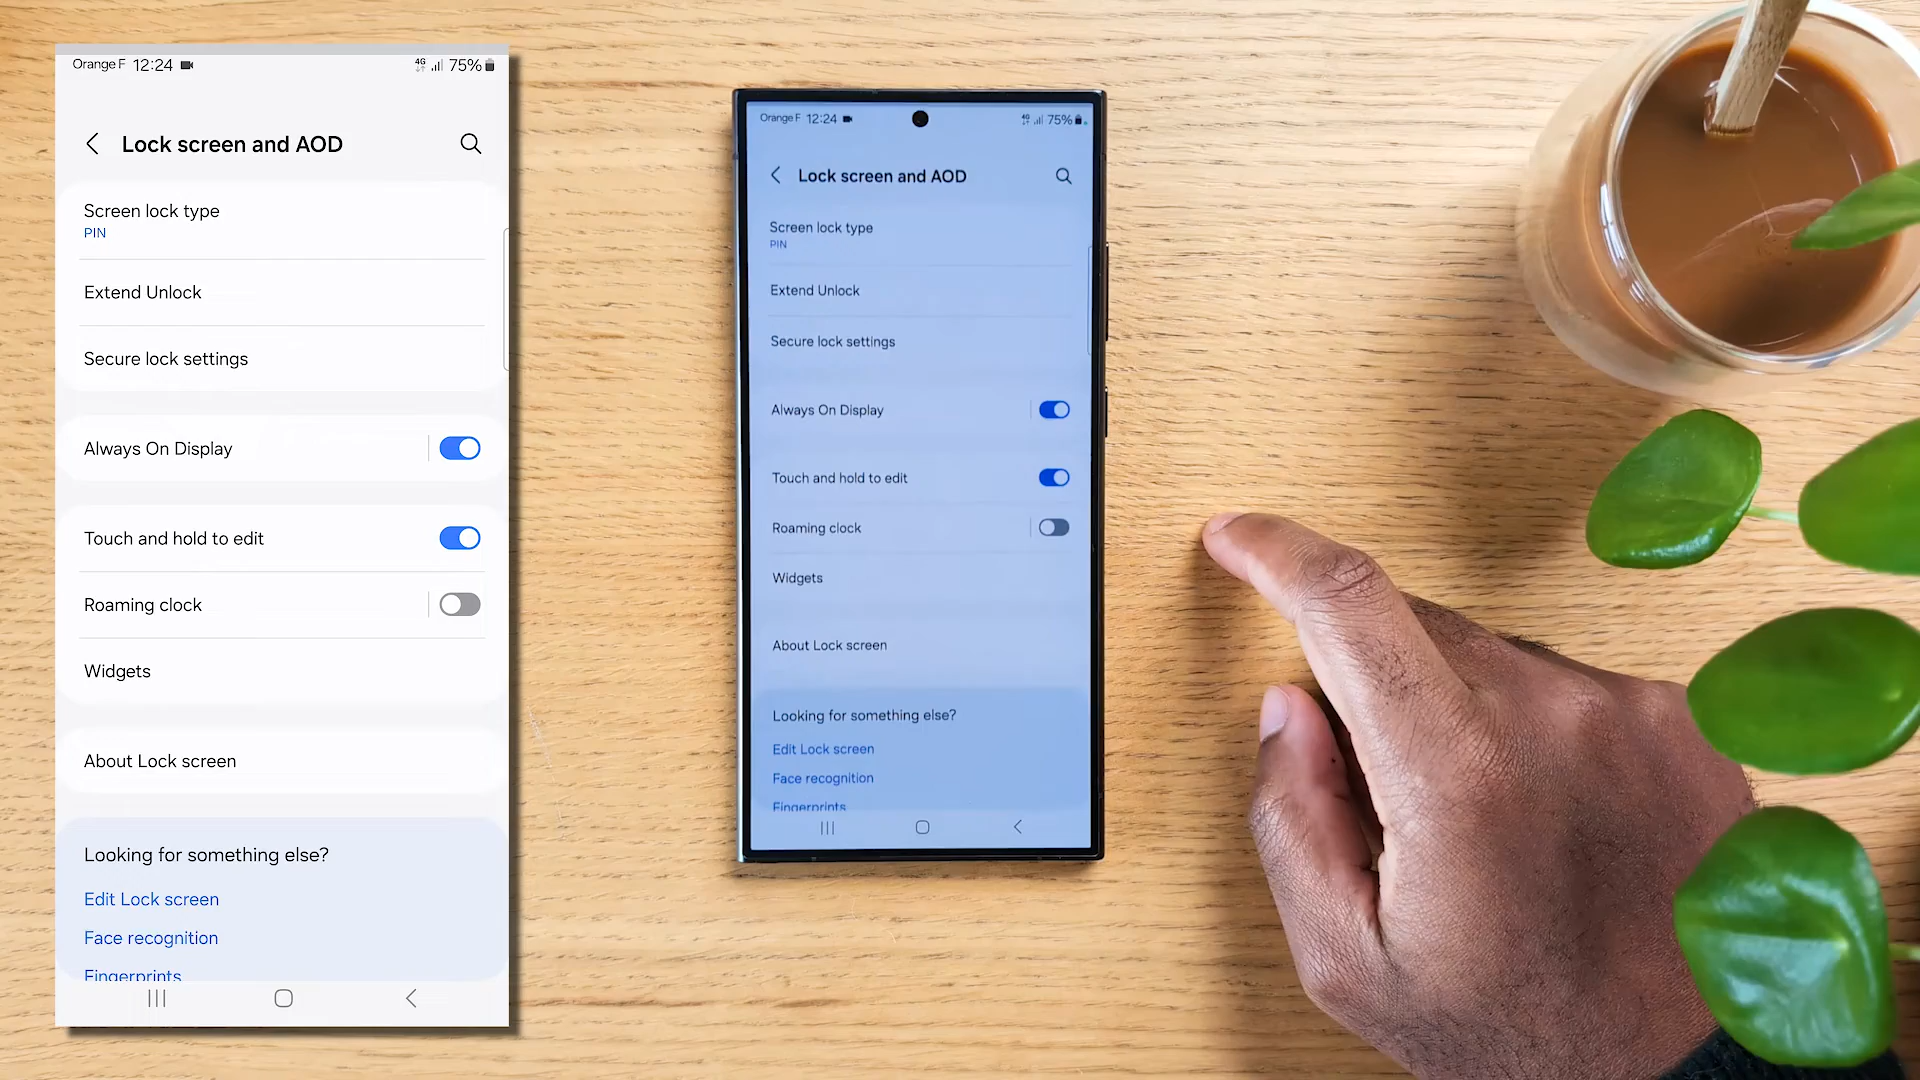 Orange F 12:24 4G 75%
Lock screen and AOD
Screen lock type
PIN
Extend Unlock
Secure lock settings
Always On Display
Touch and hold to edit
Roaming clock
Widgets
About Lock screen
Looking for something else?
Edit Lock screen
Face recognition
Fingerprints
Orange F 12:24 4G 75%
Lock screen and AOD
Screen lock type
PIN
Extend Unlock
Secure lock settings
Always On Display
Touch and hold to edit
Roaming clock
Widgets
About Lock screen
Looking for something else?
Edit Lock screen
Face recognition
Fingerprints